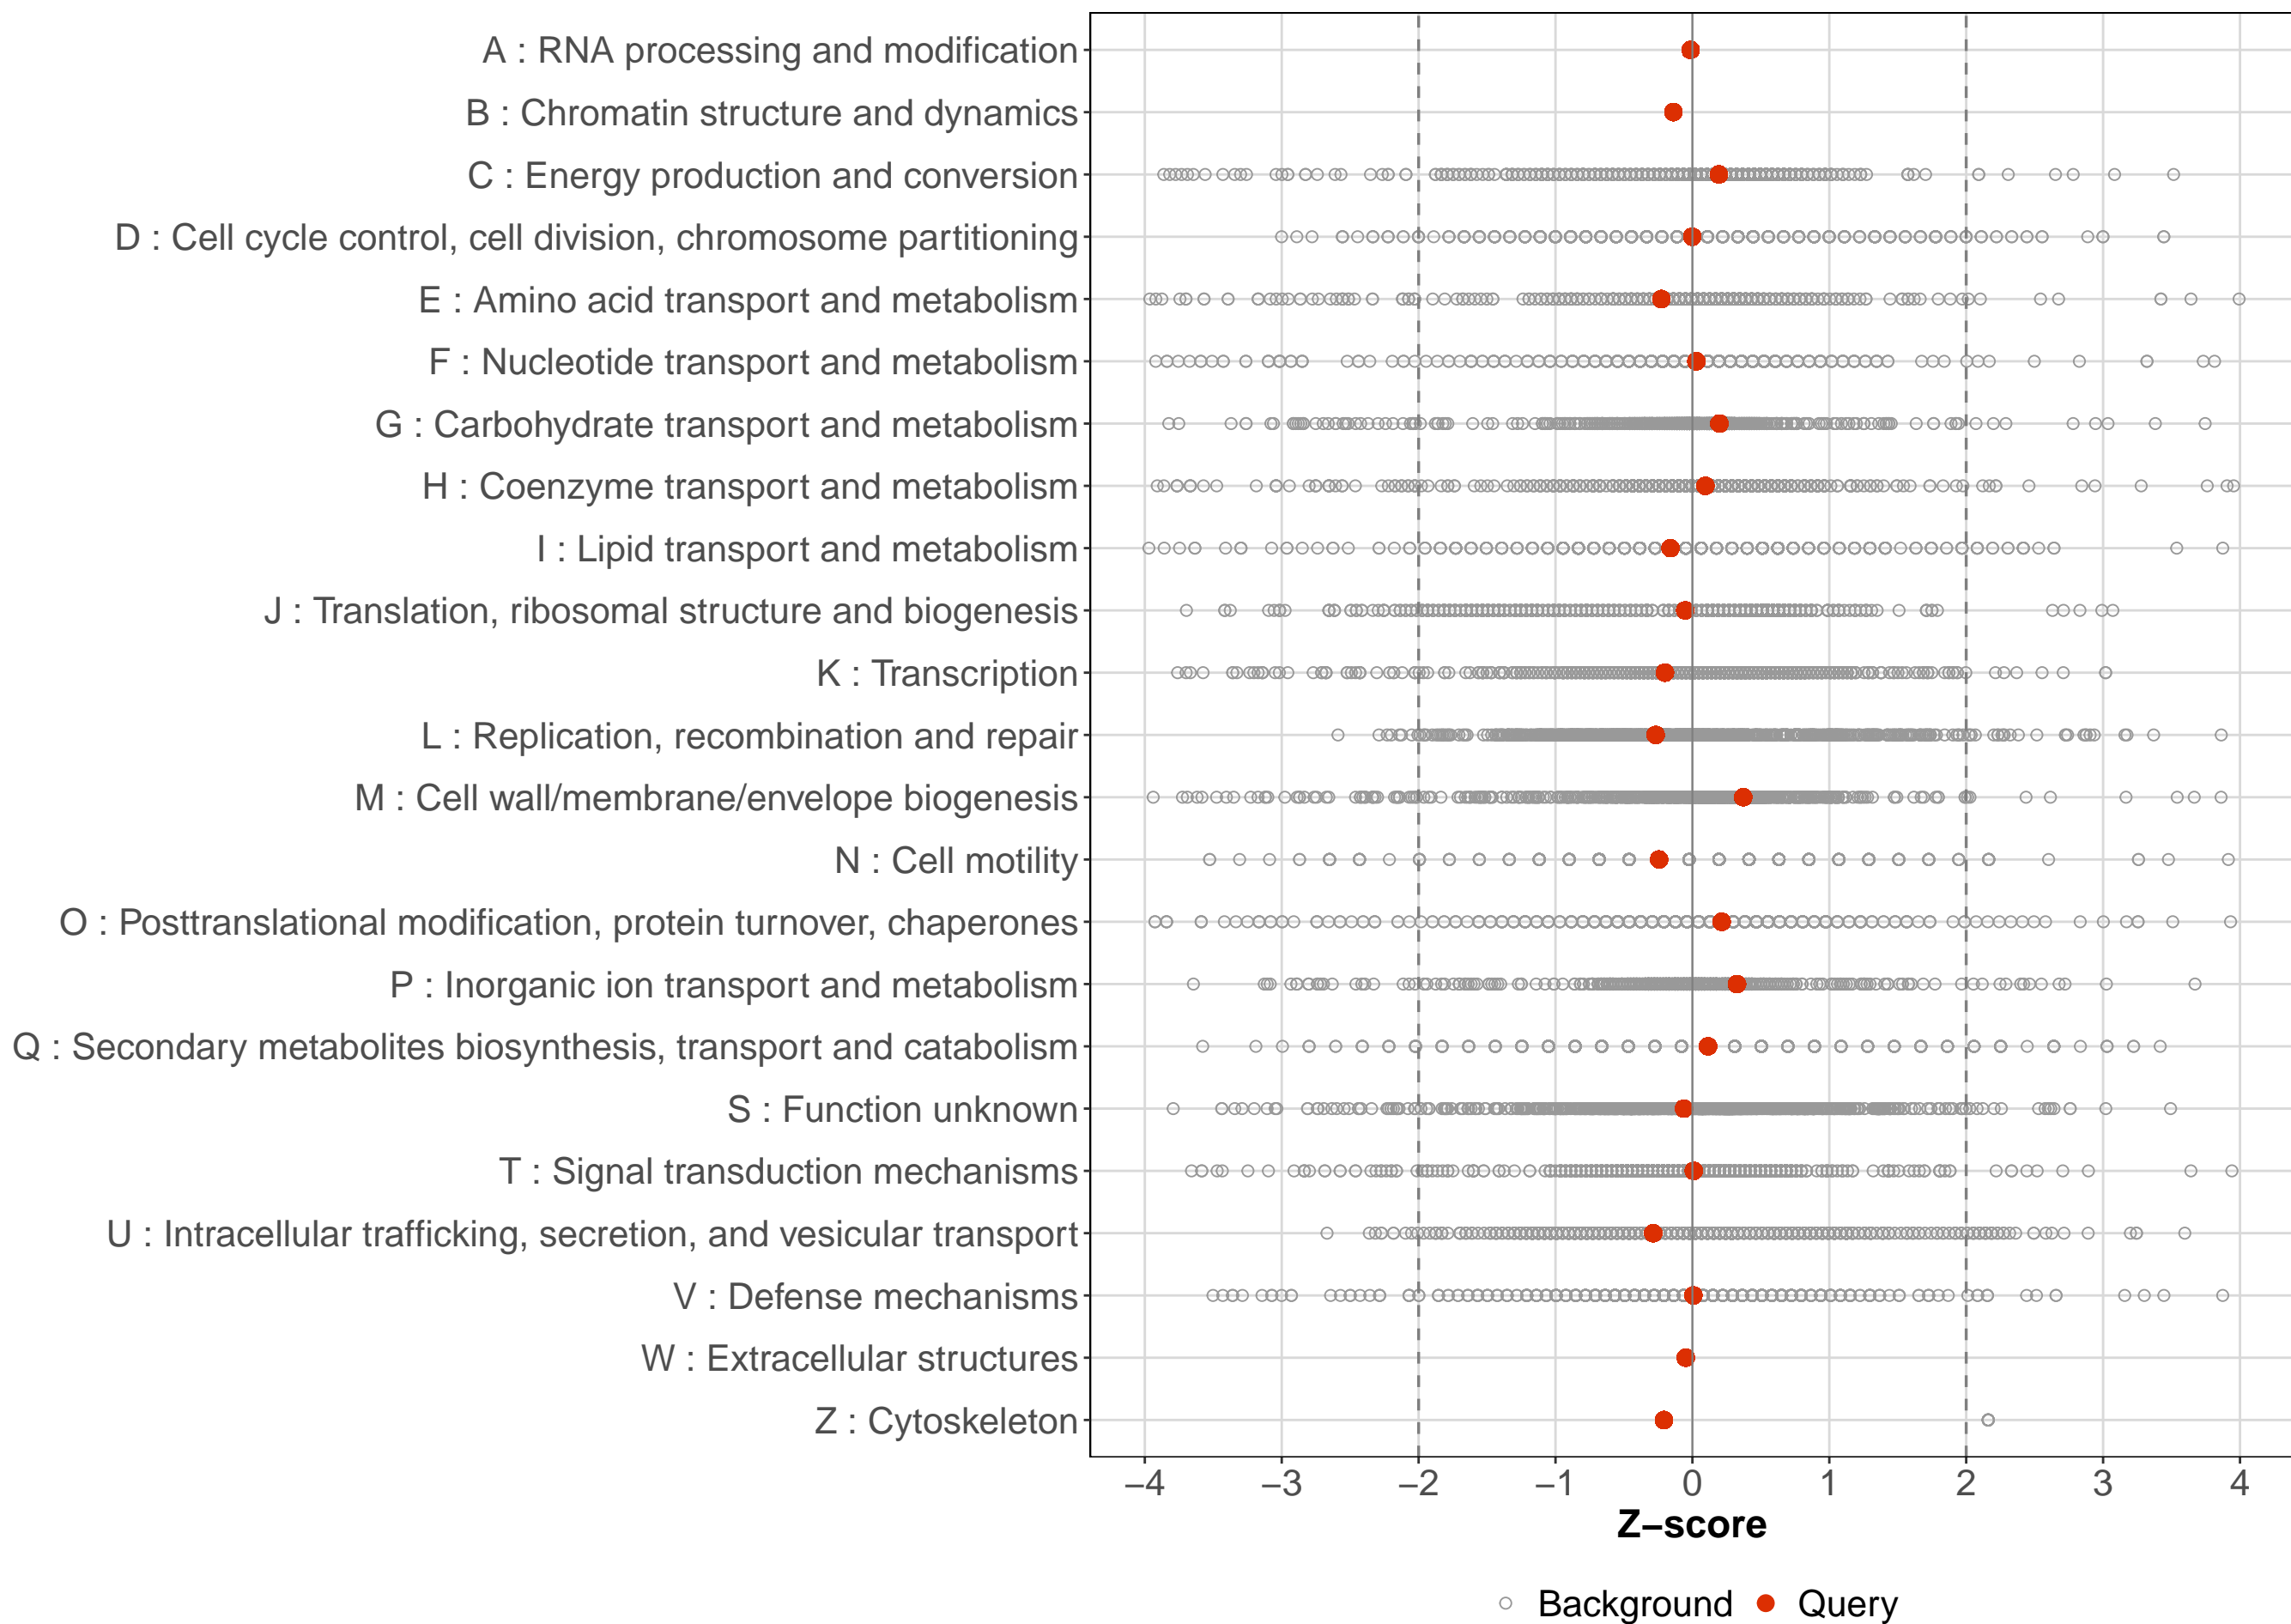 A : RNA processing and modification
B : Chromatin structure and dynamics
C : Energy production and conversion
D : Cell cycle control, cell division, chromosome partitioning
E : Amino acid transport and metabolism
F : Nucleotide transport and metabolism
G : Carbohydrate transport and metabolism
H : Coenzyme transport and metabolism
I : Lipid transport and metabolism
J : Translation, ribosomal structure and biogenesis
K : Transcription
L : Replication, recombination and repair
M : Cell wall/membrane/envelope biogenesis
N : Cell motility
O : Posttranslational modification, protein turnover, chaperones
P : Inorganic ion transport and metabolism
Q : Secondary metabolites biosynthesis, transport and catabolism
S : Function unknown
T : Signal transduction mechanisms
U : Intracellular trafficking, secretion, and vesicular transport
V : Defense mechanisms
W : Extracellular structures
Z : Cytoskeleton
−4 −3 −2 −1 0 1 2 3 4
Z−score
Background Query